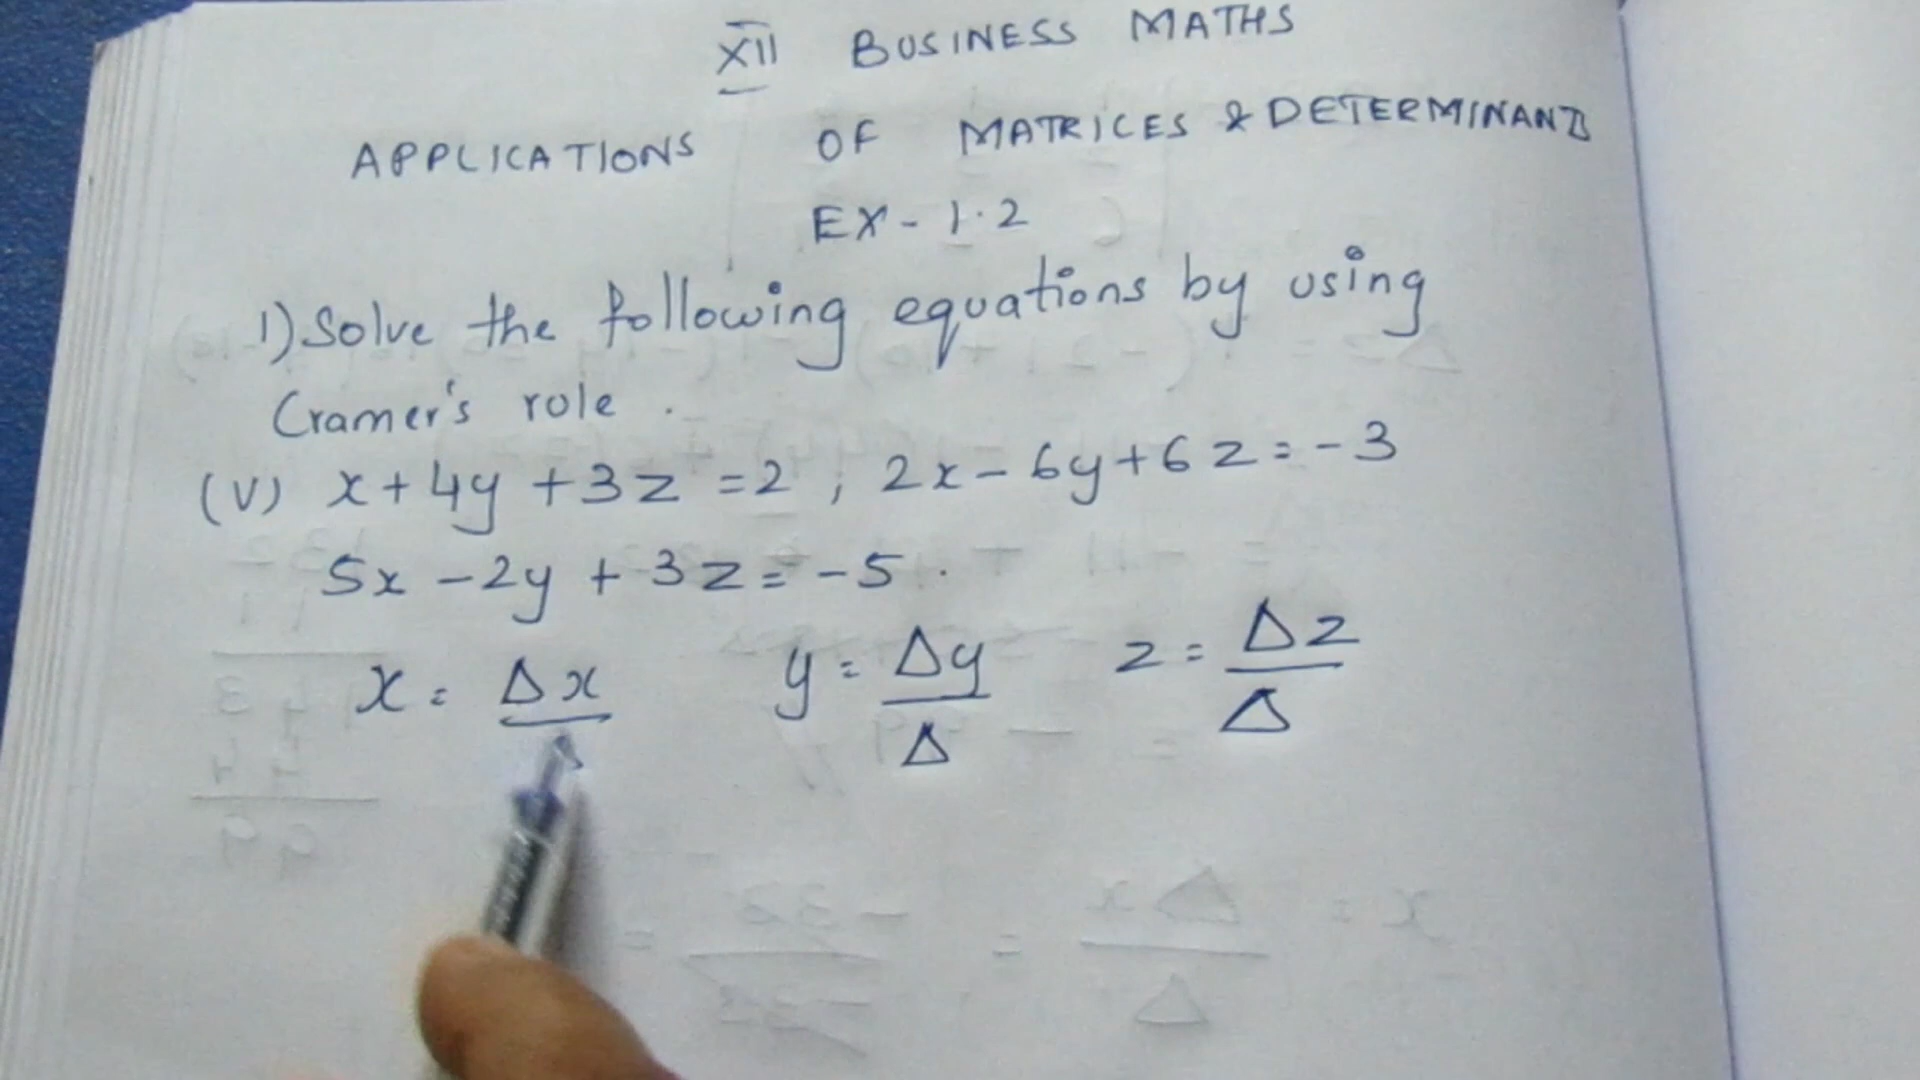 XII BUSINESS MATHS
APPLICATIONS OF MATRICES & DETERMINANTS
EX - 1.2
1) Solve the following equations by using
Cramer's role .
(V) x + 4y + 3z = 2 ; 2x - 6y + 6z = -3
5x - 2y + 3z = -5 .
x = Δx/Δ y = Δy/Δ z = Δz/Δ